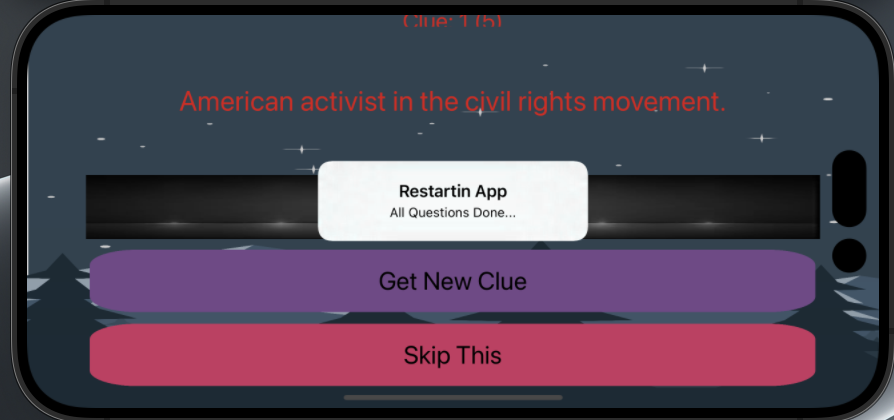 Clue: 1 (5)
American activist in the civil rights movement.
Restartin App
All Questions Done...
Get New Clue
Skip This